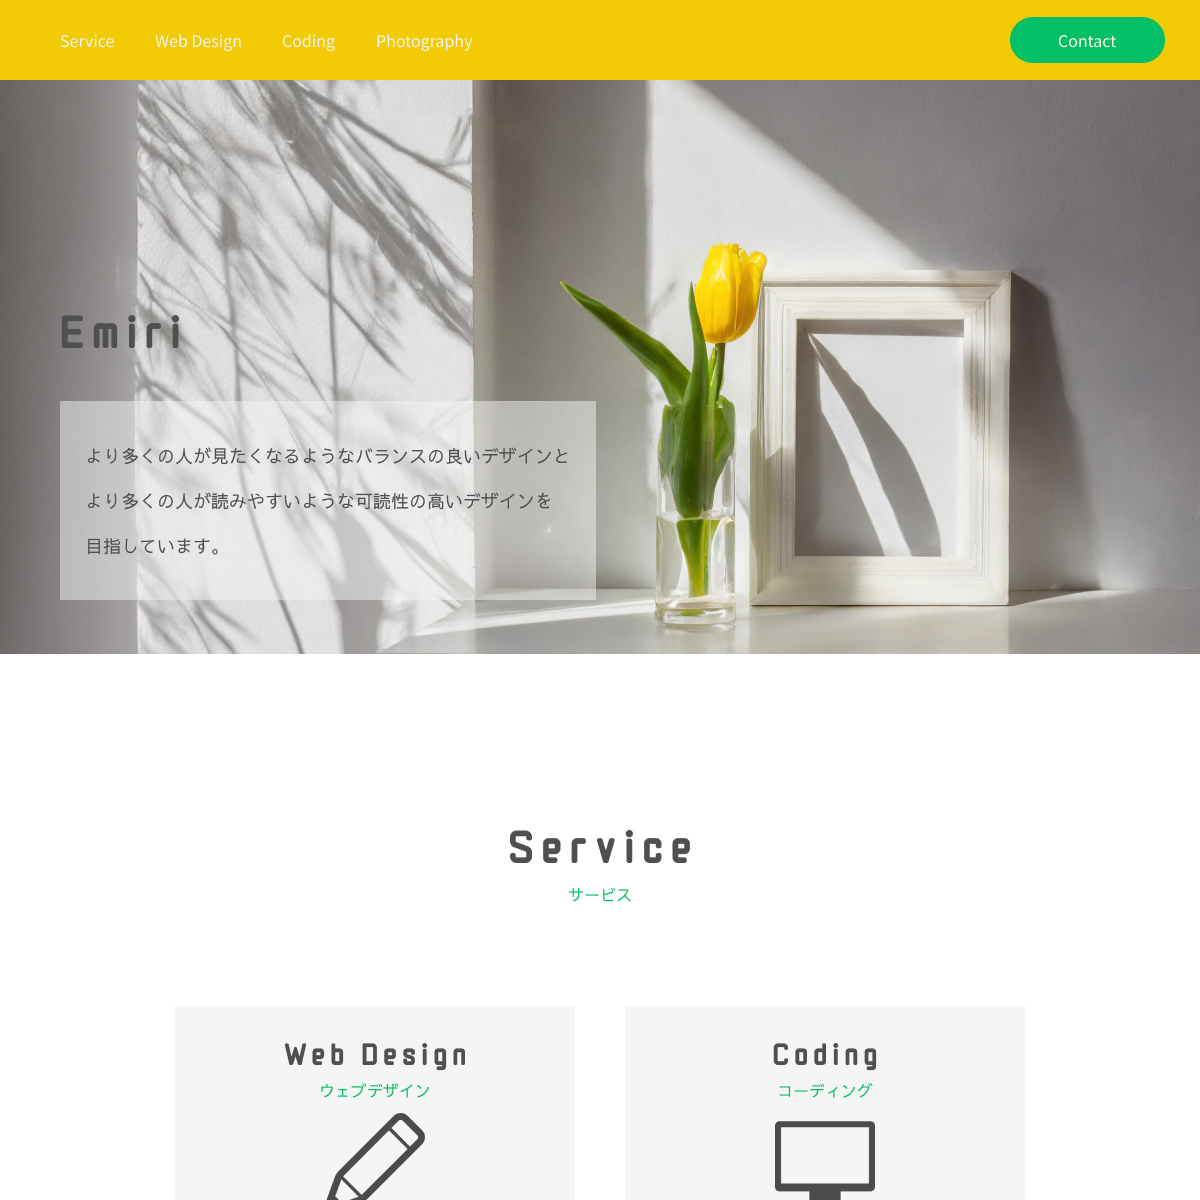 Service
Web Design
Coding
Photography
Contact
Emiri
より多くの人が見たくなるようなバランスの良いデザインと
より多くの人が読みやすいような可読性の高いデザインを
目指しています。
Service
サービス
Web Design
ウェブデザイン
Coding
コーディング